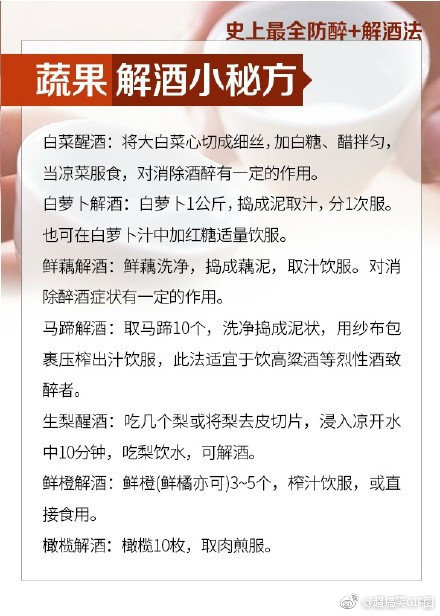 史上最全防醉+解酒法
蔬果解酒小秘方
白菜醒酒：将大白菜心切成细丝，加白糖、醋拌匀，
当凉菜服食，对消除酒醉有一定的作用。
白萝卜解酒：白萝卜1公斤，捣成泥取汁，分1次服。
也可在白萝卜汁中加红糖适量饮服。
鲜藕解酒：鲜藕洗净，捣成藕泥，取汁饮服。对消
除醉酒症状有一定的作用。
马蹄解酒：取马蹄10个，洗净捣成泥状，用纱布包
裹压榨出汁饮服，此法适宜于饮高粱酒等烈性酒致
醉者。
生梨醒酒：吃几个梨或将梨去皮切片，浸入凉开水
中10分钟，吃梨饮水，可解酒。
鲜橙解酒：鲜橙(鲜橘亦可)3~5个，榨汁饮服，或直
接食用。
橄榄解酒：橄榄10枚，取肉煎服。